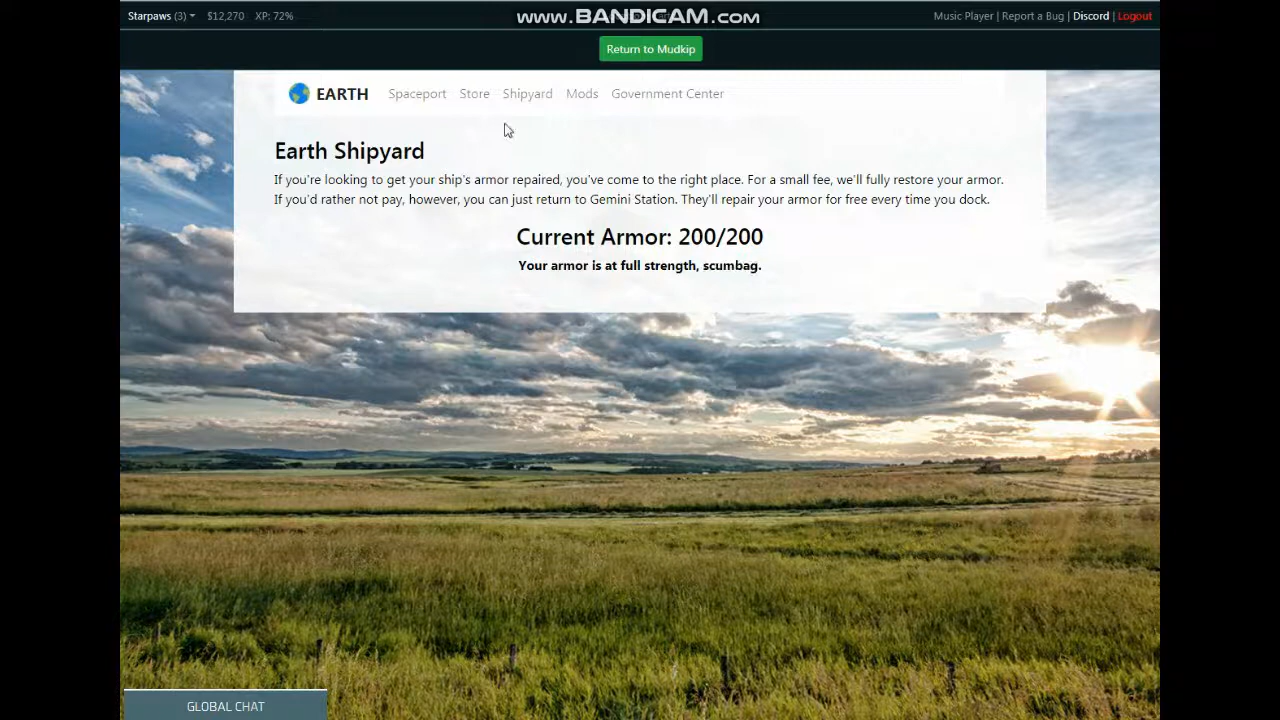 Starpaws (3) $12,270 XP: 72% www.BANDICAM.com Music Player | Report a Bug | Discord | Logout
Return to Mudkip
EARTH Spaceport Store Shipyard Mods Government Center
Earth Shipyard
If you're looking to get your ship's armor repaired, you've come to the right place. For a small fee, we'll fully restore your armor.
If you'd rather not pay, however, you can just return to Gemini Station. They'll repair your armor for free every time you dock.
Current Armor: 200/200
Your armor is at full strength, scumbag.
GLOBAL CHAT